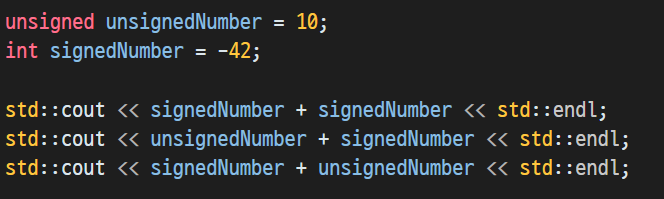 unsigned unsignedNumber = 10;
int signedNumber = -42;
std::cout << signedNumber + signedNumber << std::endl;
std::cout << unsignedNumber + signedNumber << std::endl;
std::cout << signedNumber + unsignedNumber << std::endl;